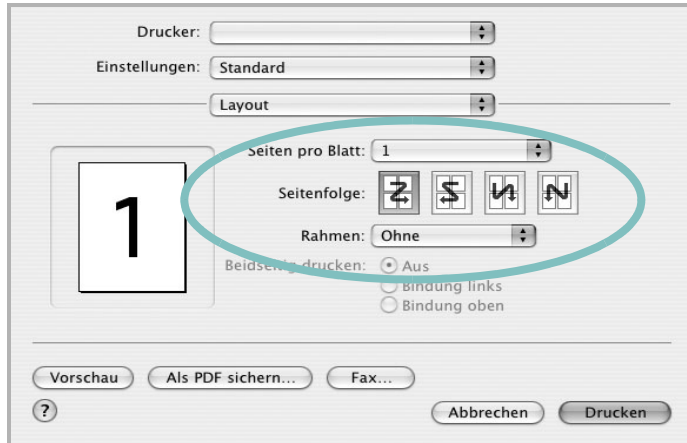 Drucker:
Einstellungen: Standard
Layout
Seiten pro Blatt: 1
1
Seitenfolge:
Rahmen: Ohne
Beidseitig drucken: Aus
Bindung links
Bindung oben
Vorschau Als PDF sichern... Fax...
? Abbrechen Drucken